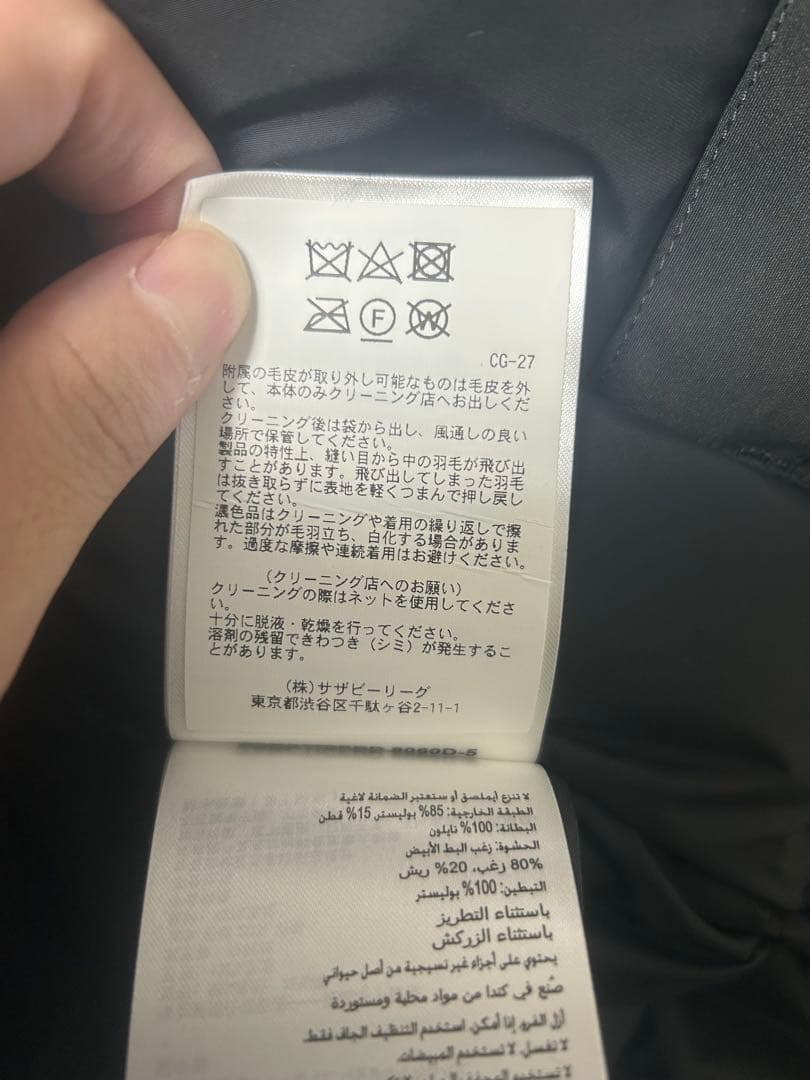 F
W
CG-27
附属の毛皮が取り外し可能なものは毛皮を外
して、本体のみクリーニング店へお出しくだ
さい。
クリーニング後は袋から出し、風通しの良い
場所で保管してください。
製品の特性上、縫い目から中の羽毛が飛び出
すことがあります。飛び出してしまった羽毛
は抜き取らずに表地を軽くつまんで押し戻し
てください。
濃色品はクリーニングや着用の繰り返しで擦
れた部分が毛羽立ち、白化する場合がありま
す。過度な摩擦や連続着用はお避けください。
(クリーニング店へのお願い)
クリーニングの際はネットを使用してくださ
い。
十分に脱液・乾燥を行ってください。
溶剤の残留できわつき（シミ）が発生するこ
とがあります。
(株)サザビーリーグ
東京都渋谷区千駄ヶ谷2-11-1
لا تنزع أيملصق أو ستعتبر الضمانة لاغية
الطبقة الخارجية: 85% بوليستر, 15% قطن
البطانة: 100% نايلون
الحشوة: زغب البط الأبيض
80% زغب، 20% ريش
التبطين: 100% بوليستر
باستثناء التطريز
باستثناء الزركش
يحتوي على أجزاء غير نسيجية من أصل حيواني
صُنع في كندا من مواد محلية ومستوردة
أزل الفرو إذا أمكن. استخدم التنظيف الجاف فقط.
لا تغسل. لا تستخدم المبيضات.